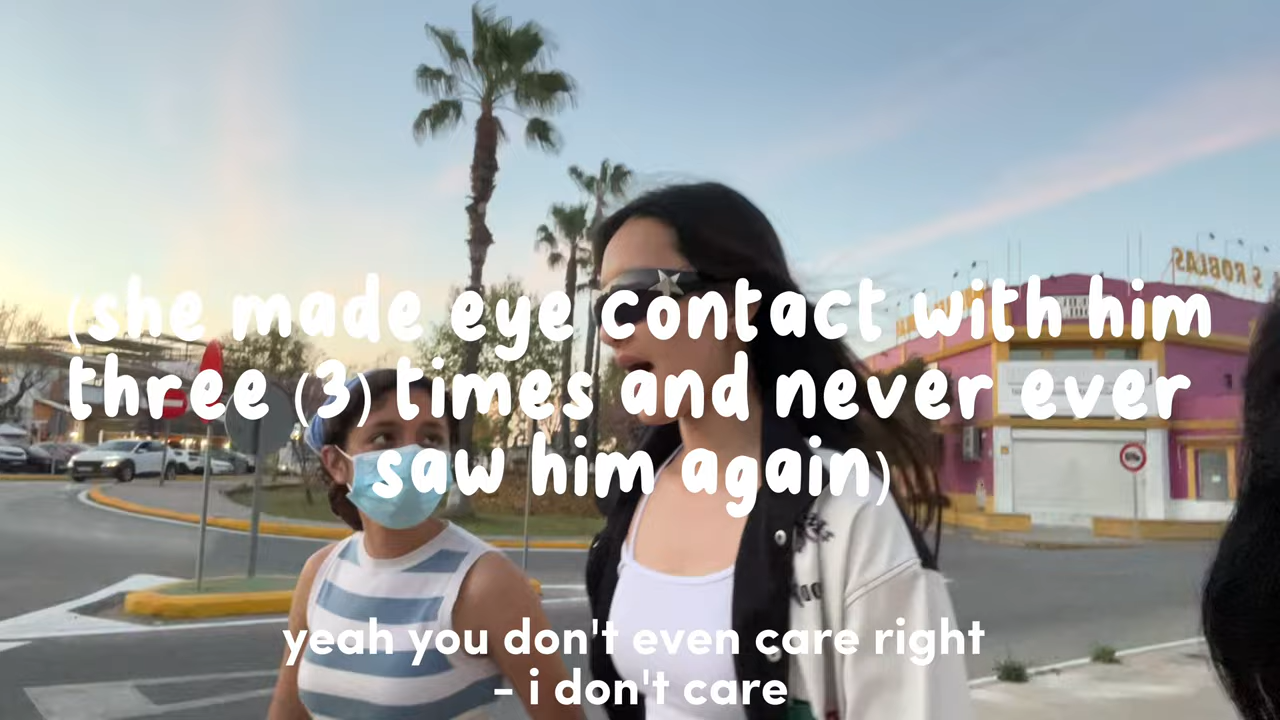 (she made eye contact with him
three (3) times and never ever
saw him again)
S ROBLAS
yeah you don't even care right
- i don't care